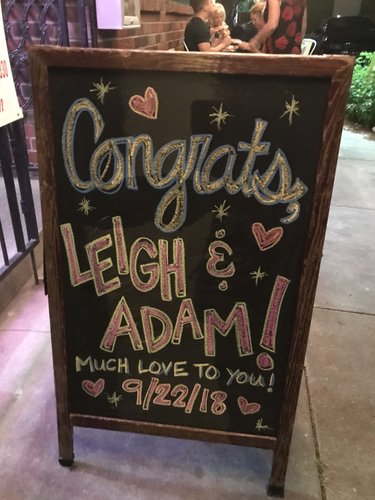 Congrats,
LEIGH &
ADAM!
MUCH LOVE TO YOU!
9/22/18